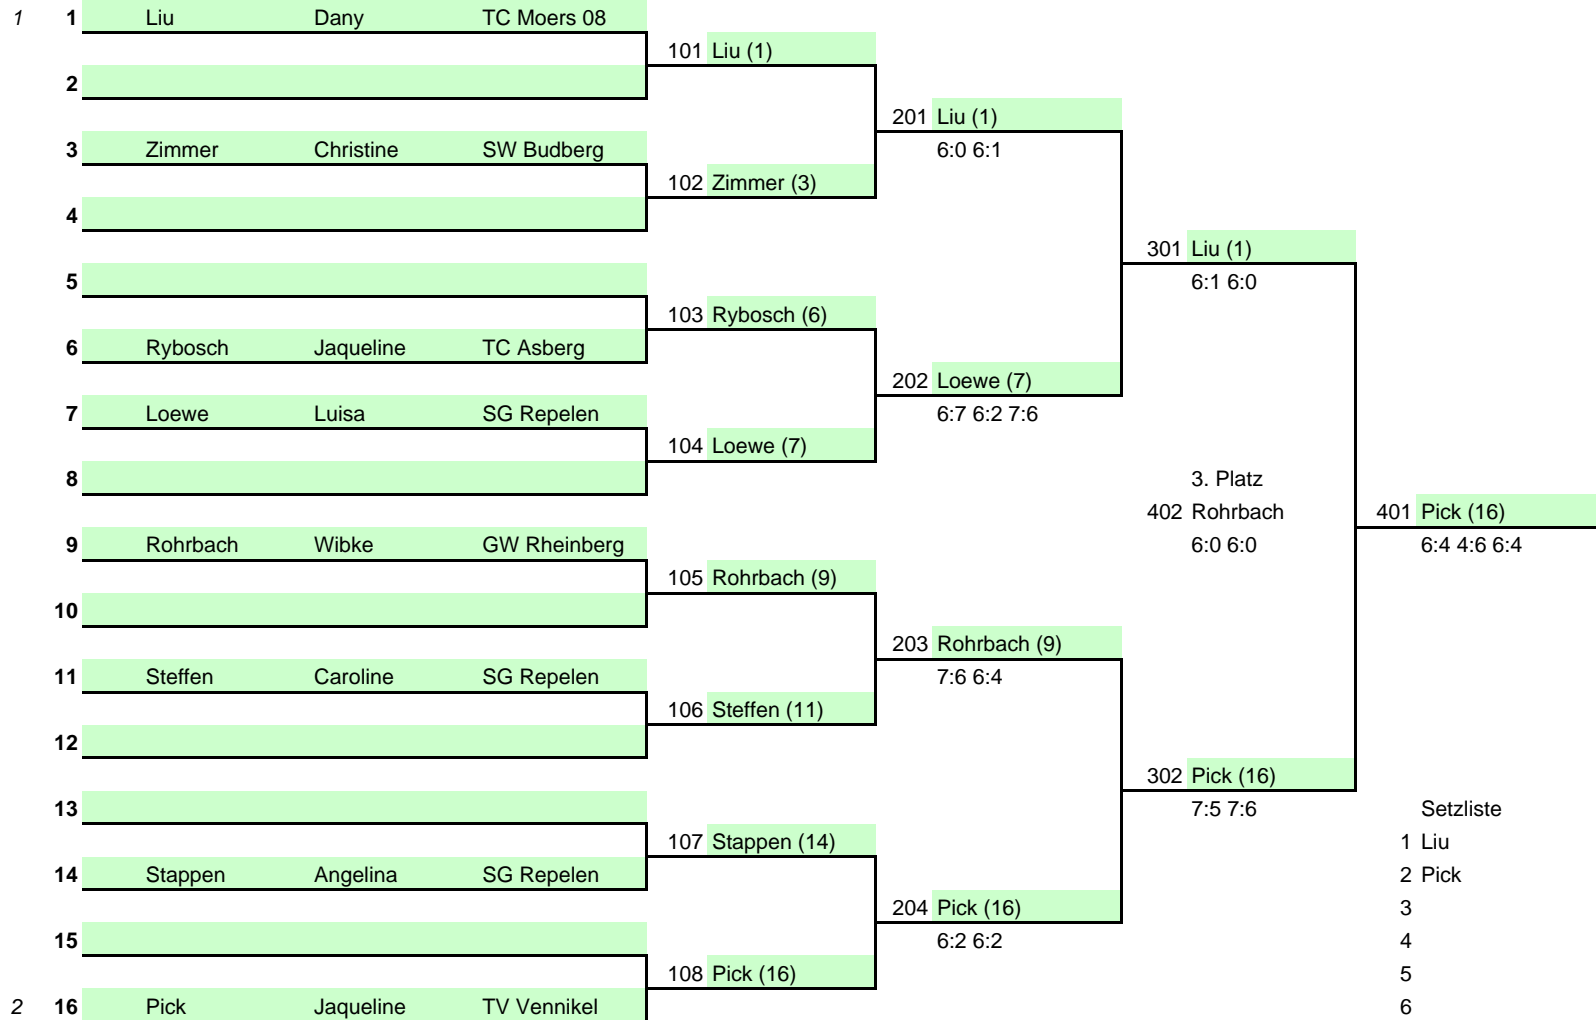 1 1 Liu Dany TC Moers 08
101 Liu (1)
2
201 Liu (1)
3 Zimmer Christine SW Budberg
6:0 6:1
102 Zimmer (3)
4
301 Liu (1)
5
6:1 6:0
103 Rybosch (6)
6 Rybosch Jaqueline TC Asberg
202 Loewe (7)
7 Loewe Luisa SG Repelen
6:7 6:2 7:6
104 Loewe (7)
8
3. Platz
402 Rohrbach
401 Pick (16)
9 Rohrbach Wibke GW Rheinberg
6:0 6:0
6:4 4:6 6:4
105 Rohrbach (9)
10
203 Rohrbach (9)
11 Steffen Caroline SG Repelen
7:6 6:4
106 Steffen (11)
12
302 Pick (16)
13
7:5 7:6
Setzliste
107 Stappen (14)
1 Liu
14 Stappen Angelina SG Repelen
2 Pick
204 Pick (16)
3
15
6:2 6:2
4
108 Pick (16)
5
2 16 Pick Jaqueline TV Vennikel
6